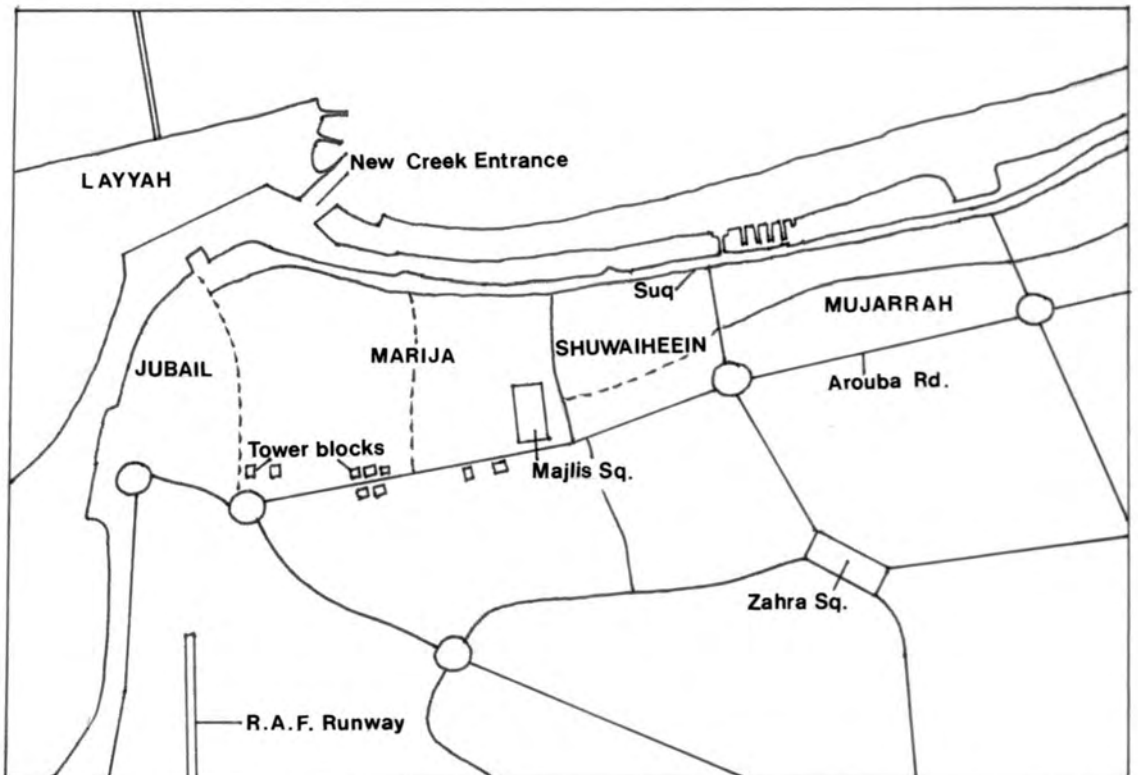 LAYYAH
New Creek Entrance
Suq
MUJARRAH
SHUWAIHEEIN
MARIJA
JUBAIL
Arouba Rd.
Tower blocks
Majlis Sq.
Zahra Sq.
R.A.F. Runway